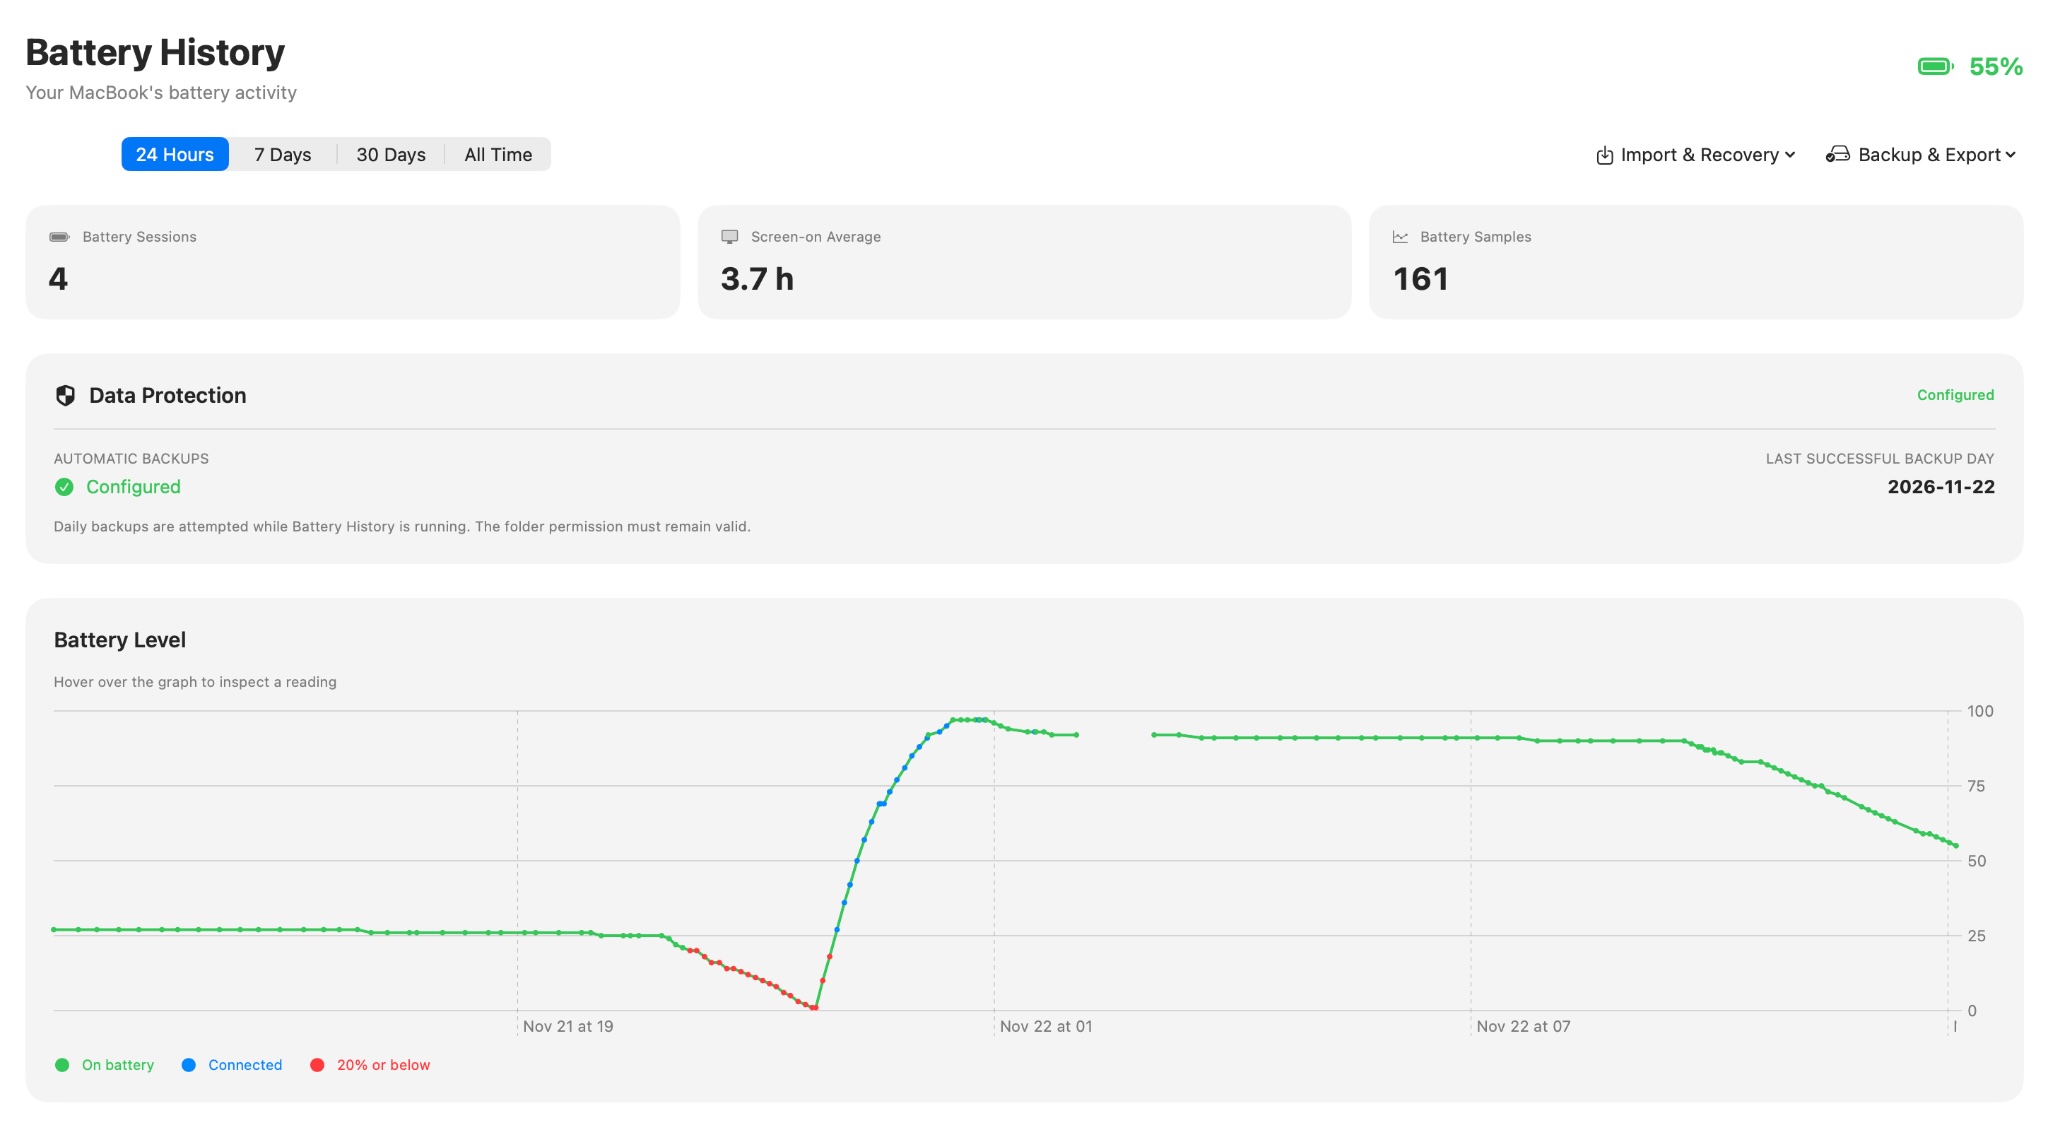 Battery History
Your MacBook's battery activity
55%
24 Hours 7 Days 30 Days All Time
Import & Recovery Backup & Export
Battery Sessions
4
Screen-on Average
3.7 h
Battery Samples
161
Data Protection
Configured
AUTOMATIC BACKUPS
Configured
LAST SUCCESSFUL BACKUP DAY
2026-11-22
Daily backups are attempted while Battery History is running. The folder permission must remain valid.
Battery Level
Hover over the graph to inspect a reading
100
75
50
25
0
Nov 21 at 19 Nov 22 at 01 Nov 22 at 07
On battery Connected 20% or below